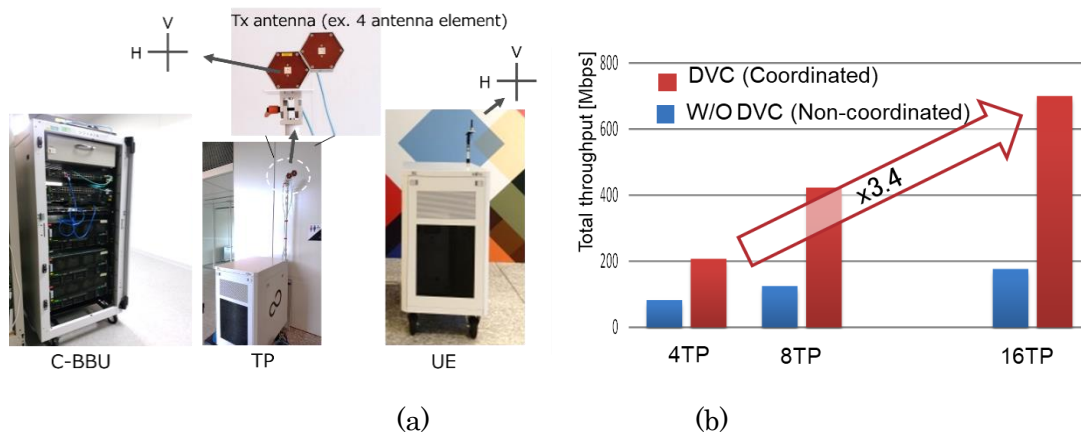 Tx antenna (ex. 4 antenna element)
V
H
V
H
C-BBU
TP
UE
(a)
Total throughput [Mbps]
800
600
400
200
0
DVC (Coordinated)
W/O DVC (Non-coordinated)
x3.4
4TP
8TP
16TP
(b)